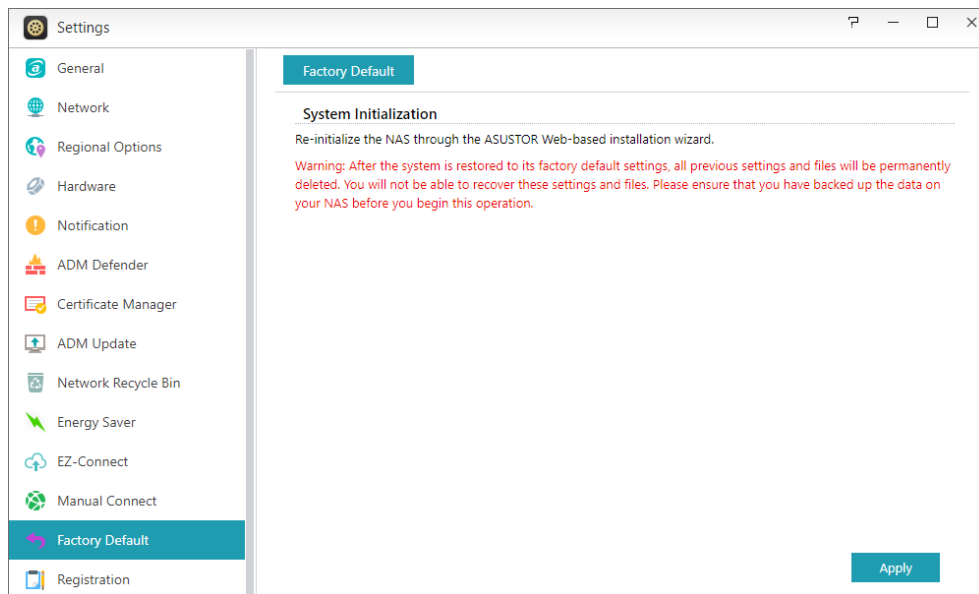 Settings
General
Network
Regional Options
Hardware
Notification
ADM Defender
Certificate Manager
ADM Update
Network Recycle Bin
Energy Saver
EZ-Connect
Manual Connect
Factory Default
Registration
Factory Default
System Initialization
Re-initialize the NAS through the ASUSTOR Web-based installation wizard.
Warning: After the system is restored to its factory default settings, all previous settings and files will be permanently
deleted. You will not be able to recover these settings and files. Please ensure that you have backed up the data on
your NAS before you begin this operation.
Apply